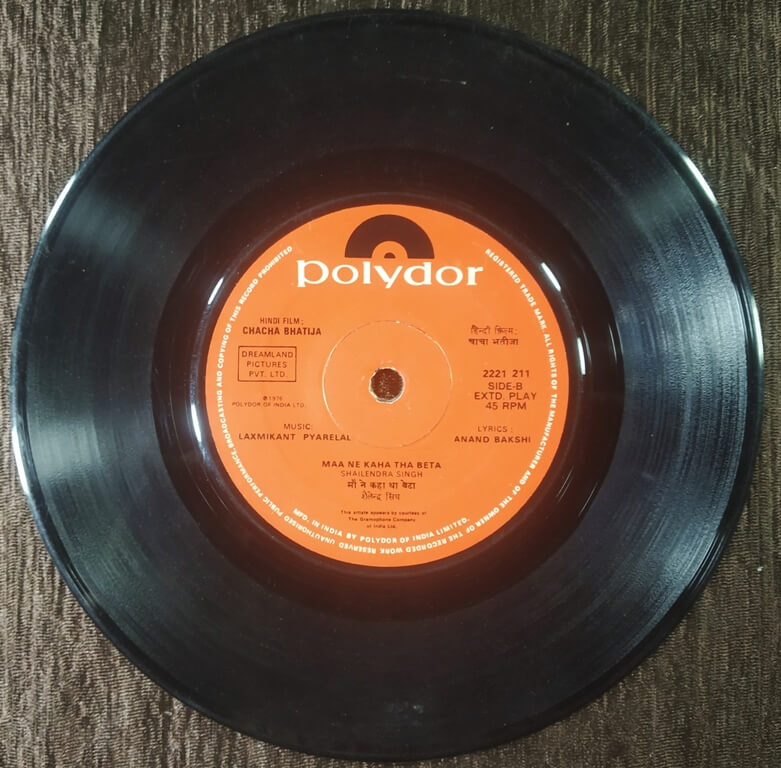 polydor
HINDI FILM:
CHACHA BHATIJA
DREAMLAND
PICTURES
PVT. LTD.
℗ 1976
POLYDOR OF INDIA LTD.
हिन्दी फ़िल्म:
चाचा भतीजा
2221 211
SIDE-B
EXTD. PLAY
45 RPM
MUSIC:
LAXMIKANT PYARELAL
LYRICS:
ANAND BAKSHI
MAA NE KAHA THA BETA
SHAILENDRA SINGH
माँ ने कहा था बेटा
शैलेन्द्र सिंघ
This artiste appears by courtesy of
The Gramophone Company
of India Ltd.
REGISTERED TRADE MARK. ALL RIGHTS OF THE MANUFACTURER AND OF THE OWNER OF THE RECORDED WORK RESERVED UNAUTHORISED PUBLIC PERFORMANCE, BROADCASTING AND COPYING OF THIS RECORD PROHIBITED
MFD. IN INDIA BY POLYDOR OF INDIA LIMITED.